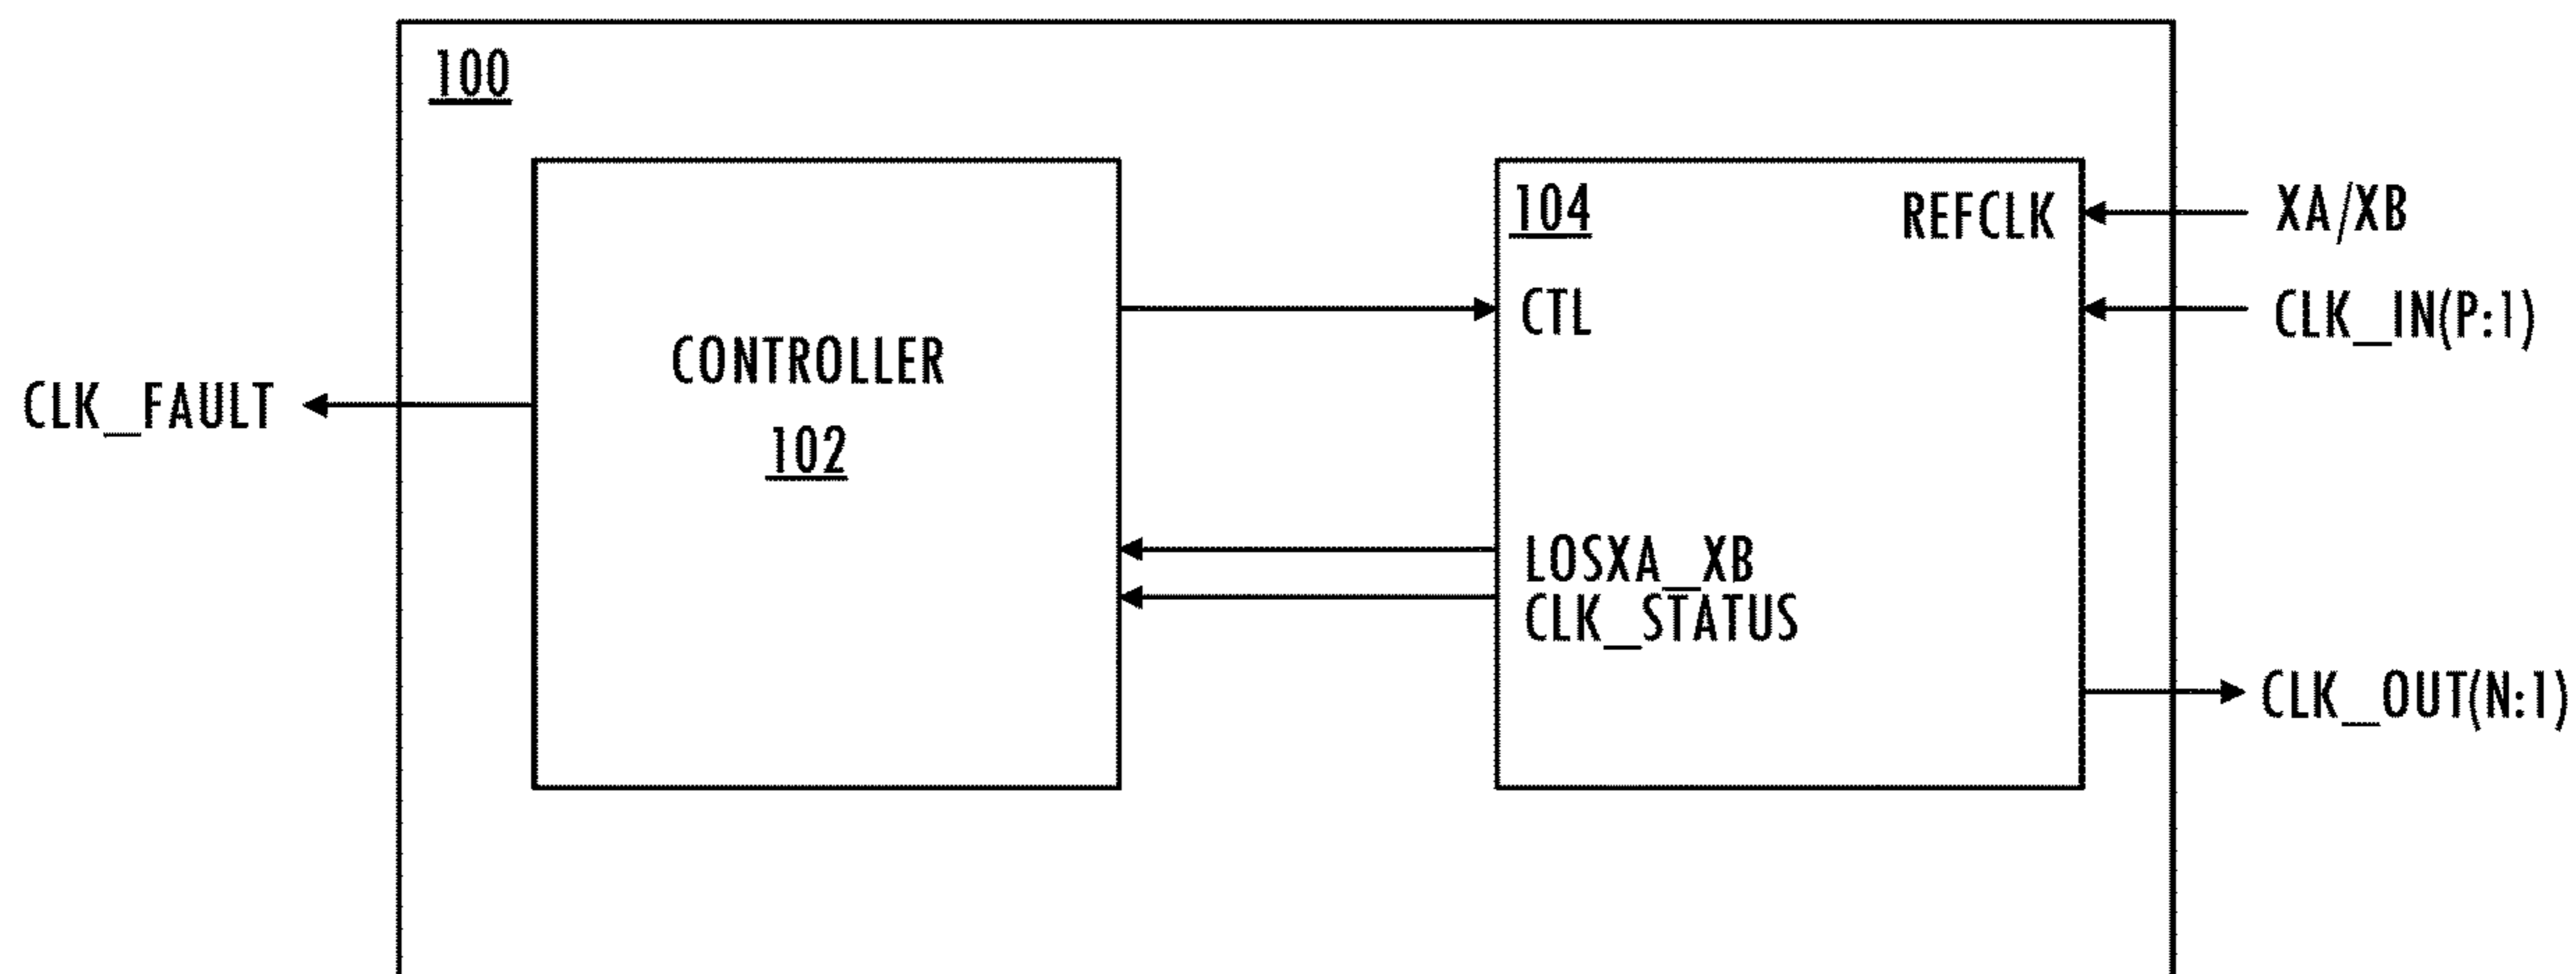 100
104
REFCLK
XA/XB
CTL
CLK_IN(P:1)
CONTROLLER
102
CLK_FAULT
LOSXA_XB
CLK_STATUS
CLK_OUT(N:1)